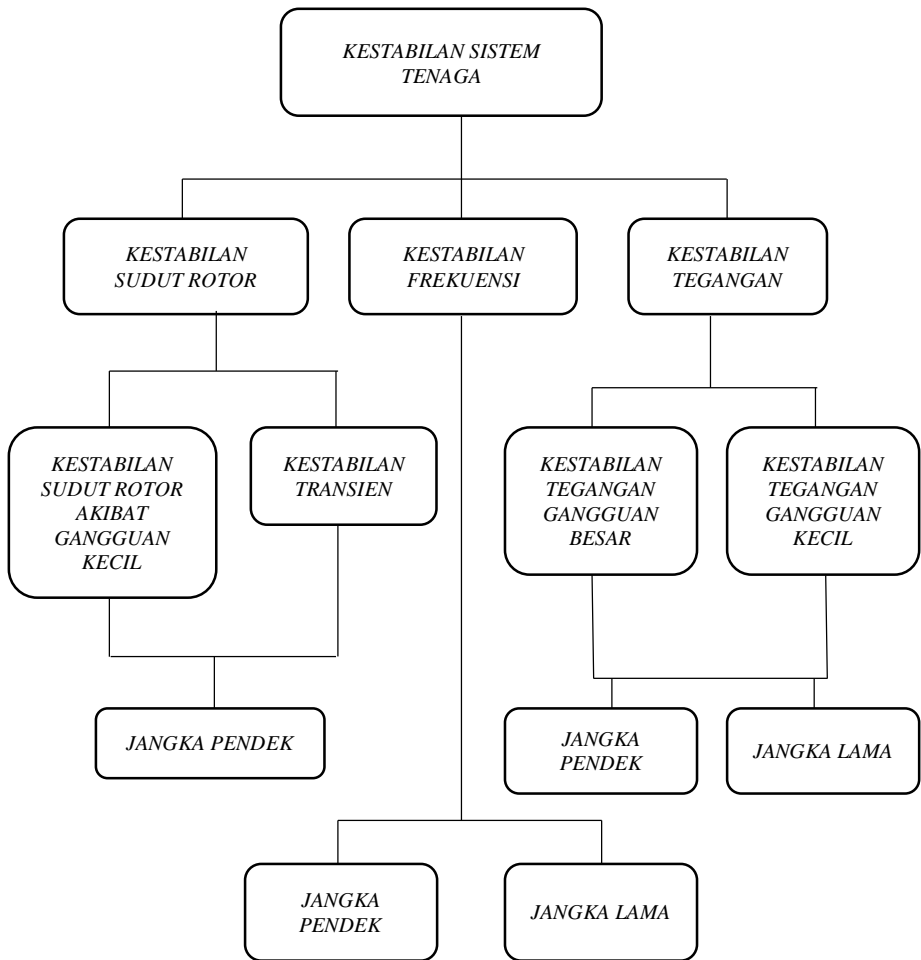 KESTABILAN SISTEM
TENAGA
KESTABILAN
SUDUT ROTOR
KESTABILAN
FREKUENSI
KESTABILAN
TEGANGAN
KESTABILAN
SUDUT ROTOR
AKIBAT
GANGGUAN
KECIL
KESTABILAN
TRANSIEN
KESTABILAN
TEGANGAN
GANGGUAN
BESAR
KESTABILAN
TEGANGAN
GANGGUAN
KECIL
JANGKA PENDEK
JANGKA
PENDEK
JANGKA LAMA
JANGKA
PENDEK
JANGKA LAMA